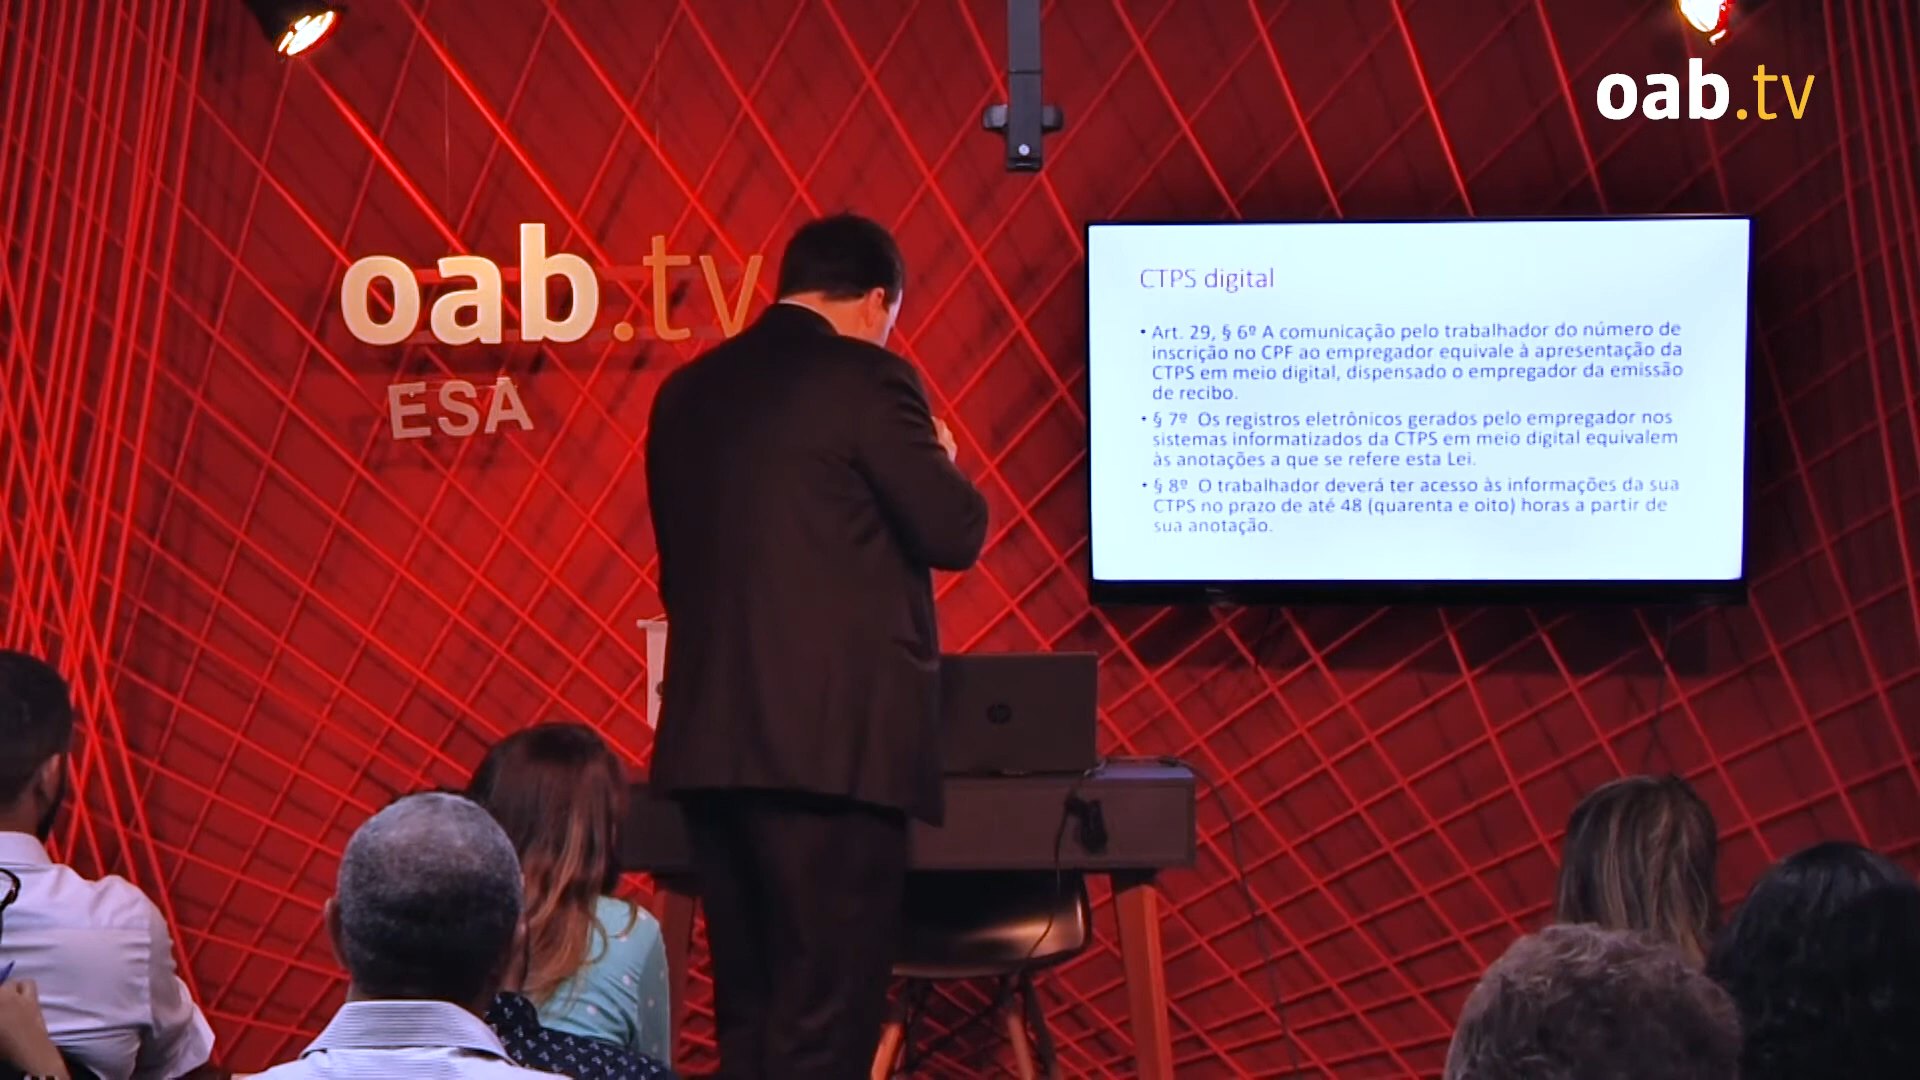 oab.tv
oab.tv
ESA
CTPS digital
• Art. 29, § 6º A comunicação pelo trabalhador do número de
inscrição no CPF ao empregador equivale à apresentação da
CTPS em meio digital, dispensado o empregador da emissão
de recibo.
• § 7º Os registros eletrônicos gerados pelo empregador nos
sistemas informatizados da CTPS em meio digital equivalem
às anotações a que se refere esta Lei.
• § 8º O trabalhador deverá ter acesso às informações da sua
CTPS no prazo de até 48 (quarenta e oito) horas a partir de
sua anotação.
hp